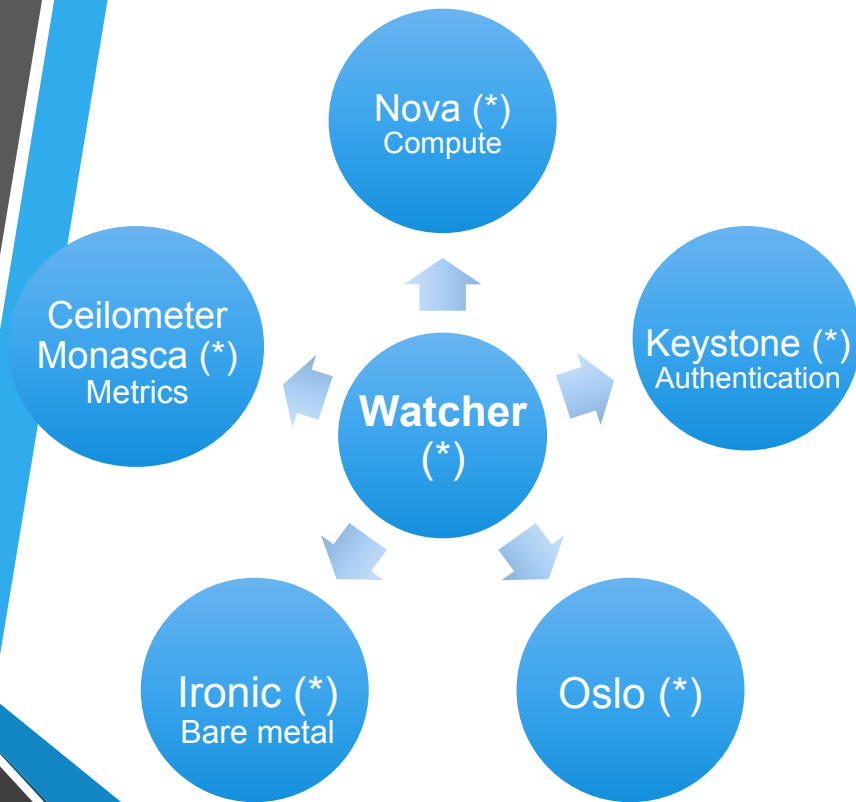 Nova (*)
Compute
Ceilometer
Monasca (*)
Metrics
Keystone (*)
Authentication
Watcher
(*)
Ironic (*)
Bare metal
Oslo (*)